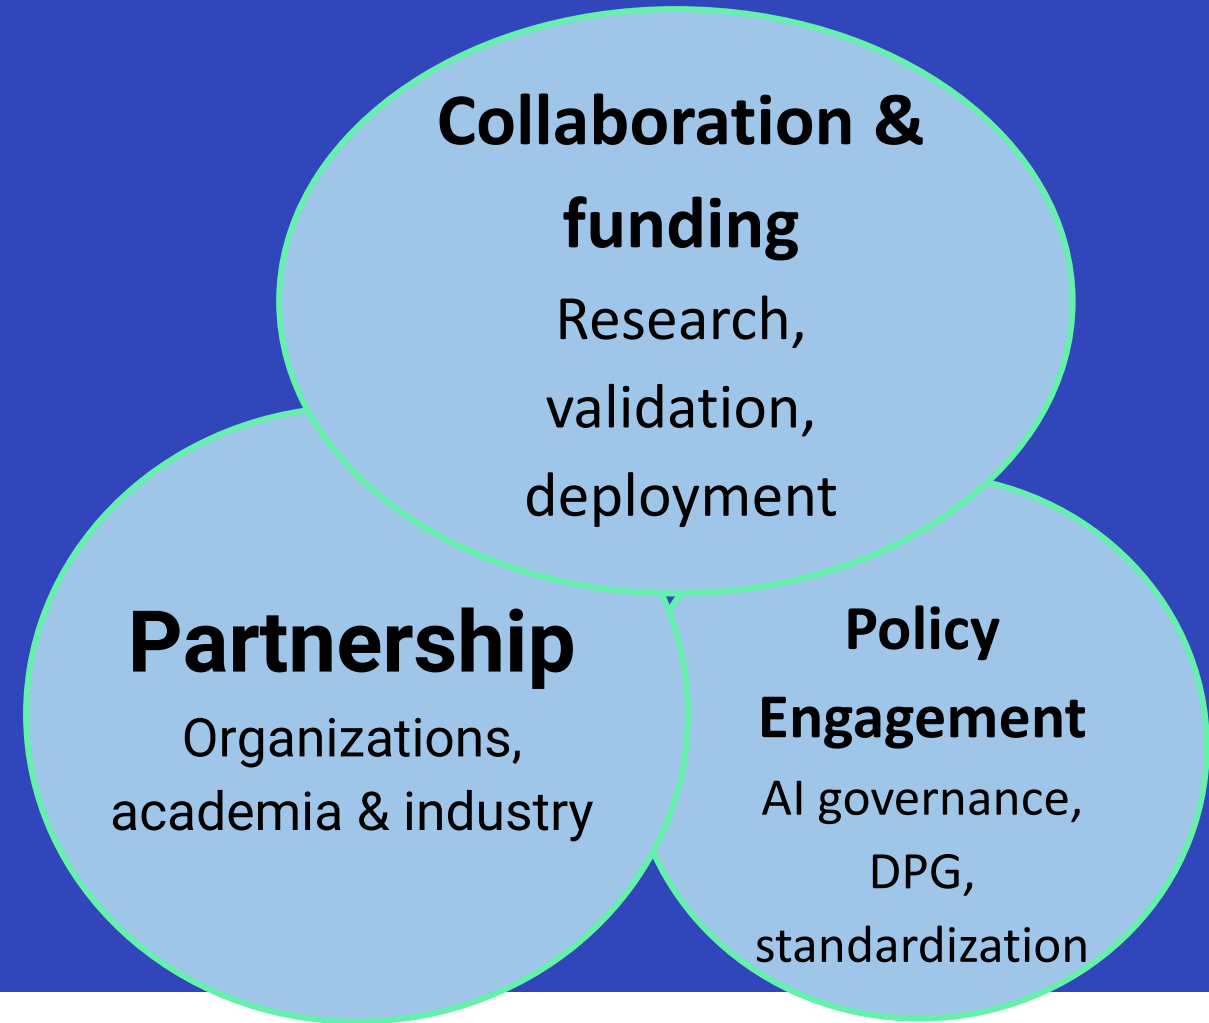 Collaboration &
funding
Research,
validation,
deployment
Partnership
Organizations,
academia & industry
Policy
Engagement
AI governance,
DPG,
standardization